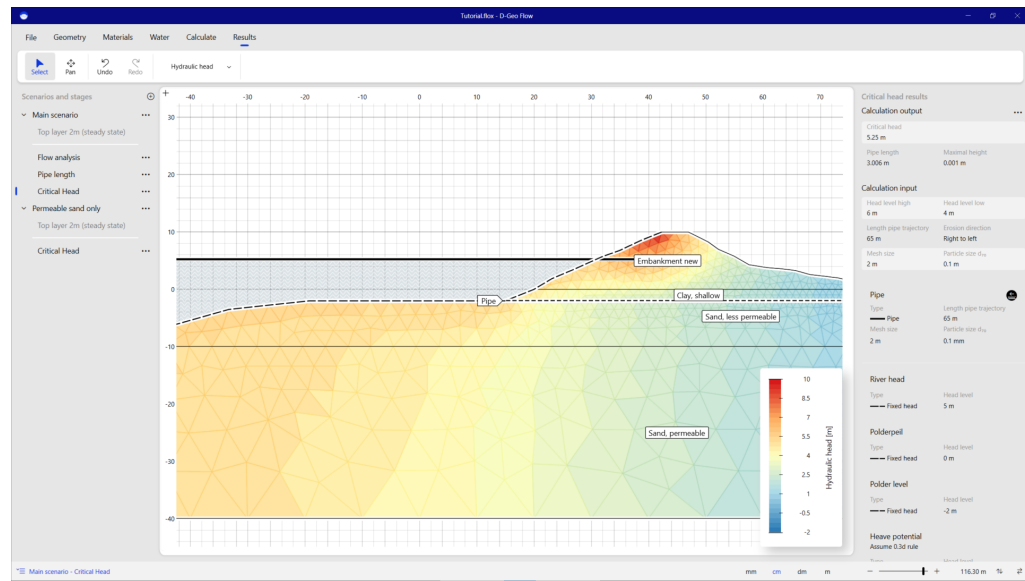 Tutorial.flox - D-Geo Flow
File Geometry Materials Water Calculate Results
Select Pan Undo Redo Hydraulic head
Scenarios and stages
Main scenario
Top layer 2m (steady state)
Flow analysis
Pipe length
Critical Head
Permeable sand only
Top layer 2m (steady state)
Critical Head
-40 -30 -20 -10 0 10 20 30 40 50 60 70
30
20
10
0
-10
-20
-30
-40
Embankment new
Clay, shallow
Pipe
Sand, less permeable
Sand, permeable
10
8.5
7
5.5
4
2.5
1
-0.5
-2
Hydraulic head [m]
Critical head results
Calculation output
Critical head
5.25 m
Pipe length Maximal height
3.006 m 0.001 m
Calculation input
Head level high Head level low
6 m 4 m
Length pipe trajectory Erosion direction
65 m Right to left
Mesh size Particle size d₇₀
2 m 0.1 m
Pipe
Type Length pipe trajectory
Pipe 65 m
Mesh size Particle size d₇₀
2 m 0.1 mm
River head
Type Head level
Fixed head 5 m
Polderpeil
Type Head level
Fixed head 0 m
Polder level
Type Head level
Fixed head -2 m
Heave potential
Assume 0.3d rule
Main scenario - Critical Head
mm cm dm m
116.30 m